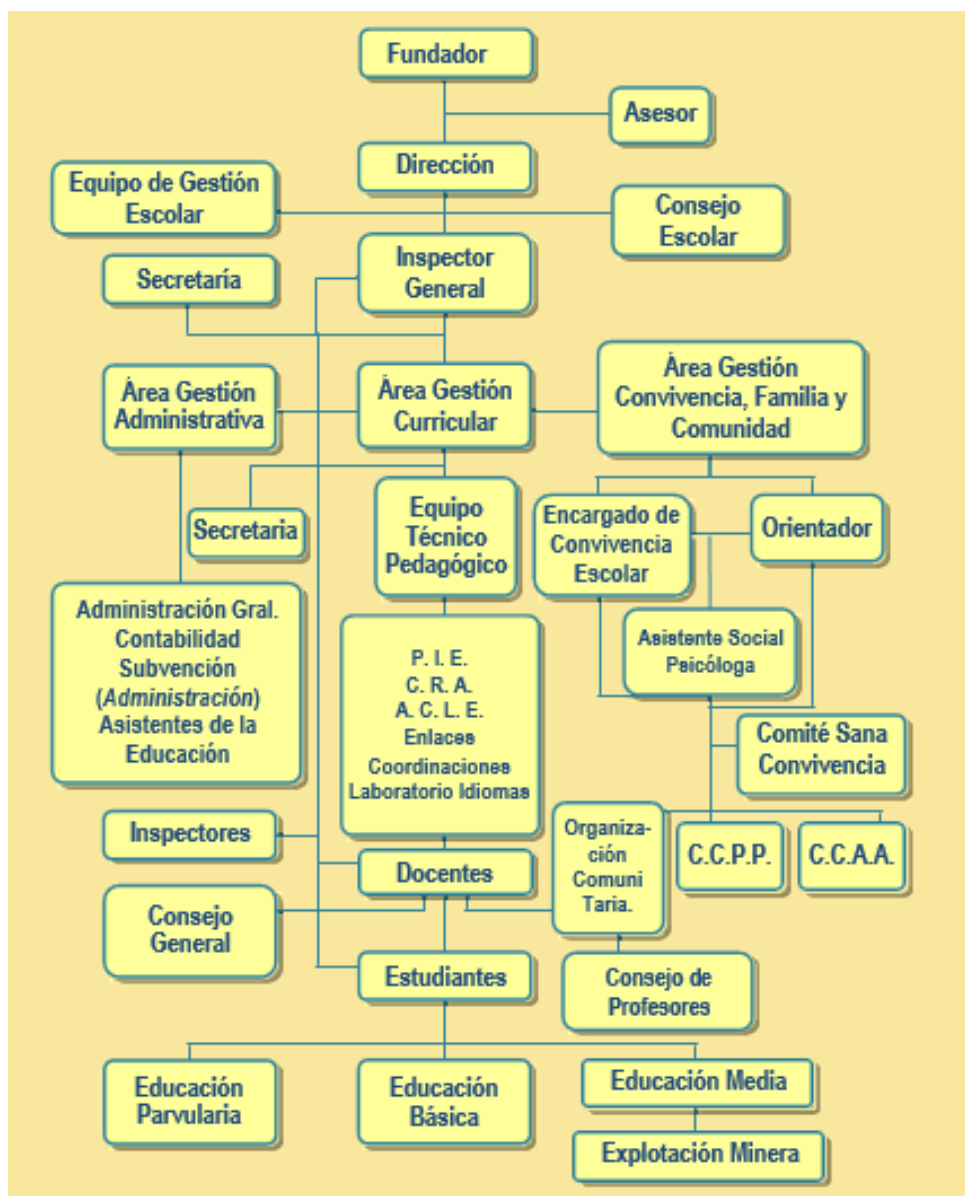 Fundador
Asesor
Dirección
Equipo de Gestión
Escolar
Consejo
Escolar
Inspector
General
Secretaría
Área Gestión
Administrativa
Área Gestión
Curricular
Área Gestión
Convivencia, Familia y
Comunidad
Secretaria
Equipo
Técnico
Pedagógico
Encargado de
Convivencia
Escolar
Orientador
Administración Gral.
Contabilidad
Subvención
(Administración)
Asistentes de la
Educación
P. I. E.
C. R. A.
A. C. L. E.
Enlaces
Coordinaciones
Laboratorio Idiomas
Asistente Social
Psicóloga
Comité Sana
Convivencia
Inspectores
Organiza-
ción
Comuni
Taria.
C.C.P.P.
C.C.A.A.
Docentes
Consejo
General
Estudiantes
Consejo de
Profesores
Educación
Parvularia
Educación
Básica
Educación Media
Explotación Minera